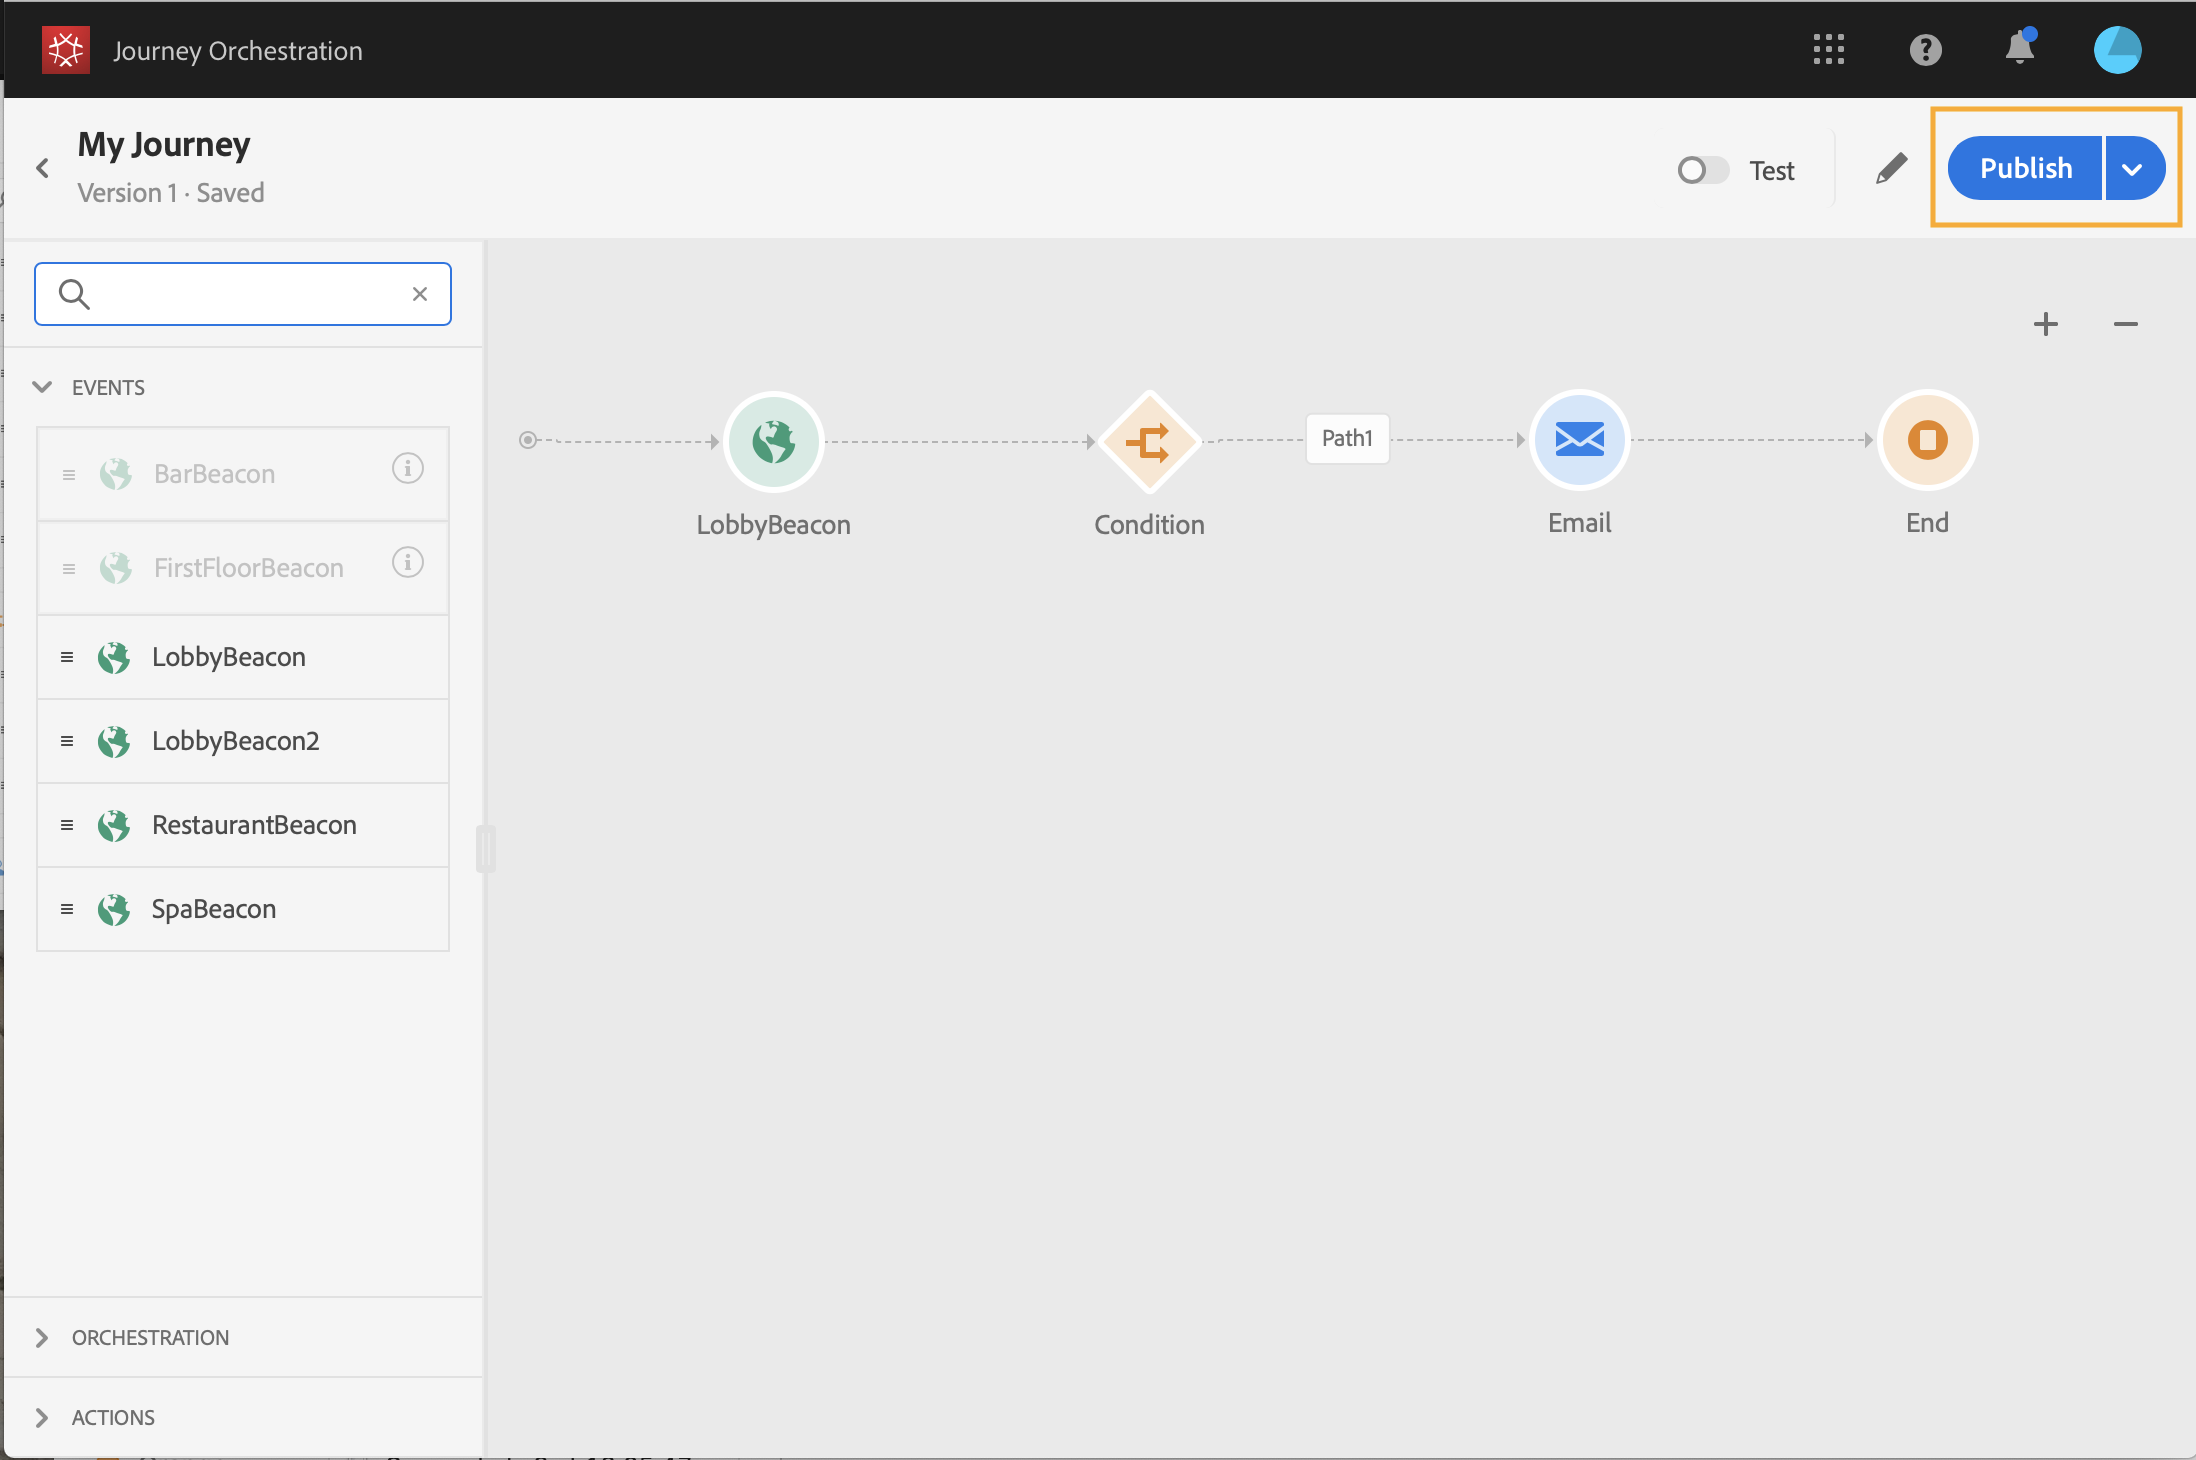 Journey Orchestration
My Journey
Version 1 · Saved
Test
Publish
EVENTS
BarBeacon
FirstFloorBeacon
LobbyBeacon
LobbyBeacon2
RestaurantBeacon
SpaBeacon
ORCHESTRATION
ACTIONS
Path1
LobbyBeacon
Condition
Email
End